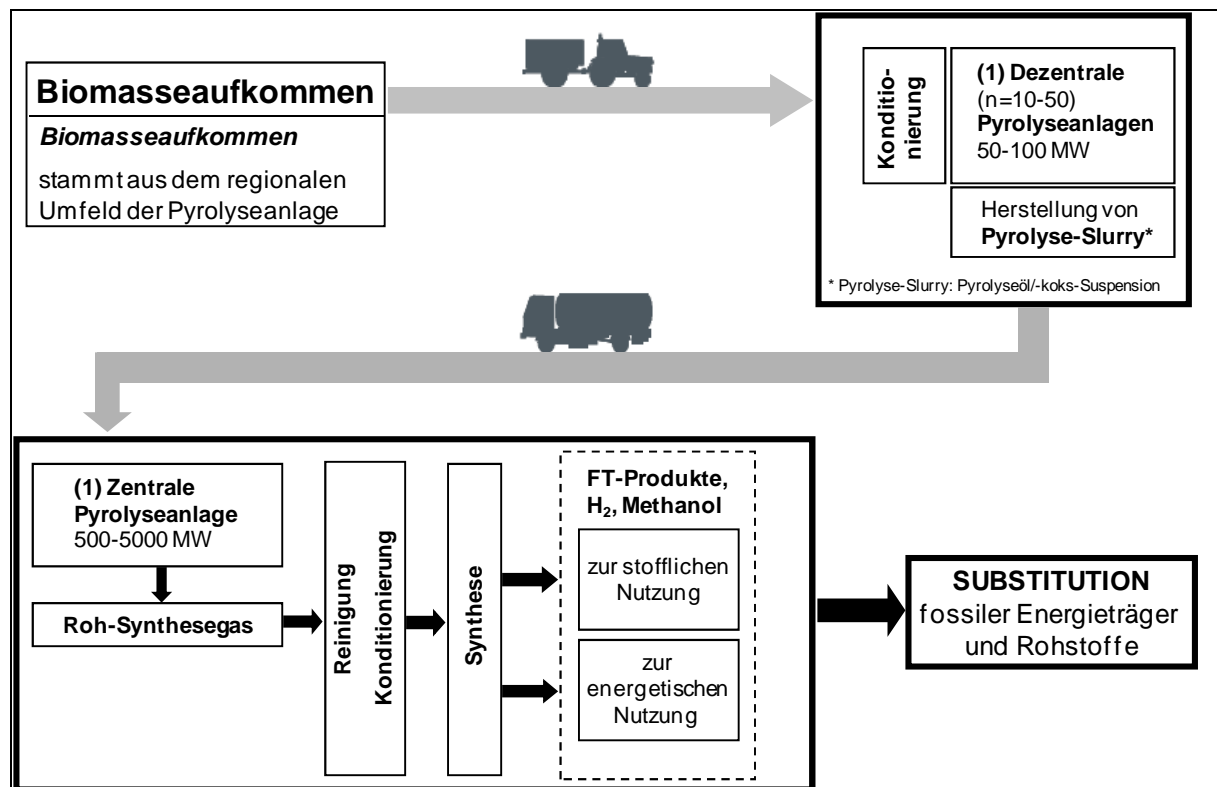 Biomasseaufkommen
Biomasseaufkommen
stammt aus dem regionalen
Umfeld der Pyrolyseanlage
Konditio-
nierung
(1) Dezentrale
(n=10-50)
Pyrolyseanlagen
50-100 MW
Herstellung von
Pyrolyse-Slurry*
* Pyrolyse-Slurry: Pyrolyseöl/-koks-Suspension
(1) Zentrale
Pyrolyseanlage
500-5000 MW
Roh-Synthesegas
Reinigung
Konditionierung
Synthese
FT-Produkte,
H₂, Methanol
zur stofflichen
Nutzung
zur
energetischen
Nutzung
SUBSTITUTION
fossiler Energieträger
und Rohstoffe